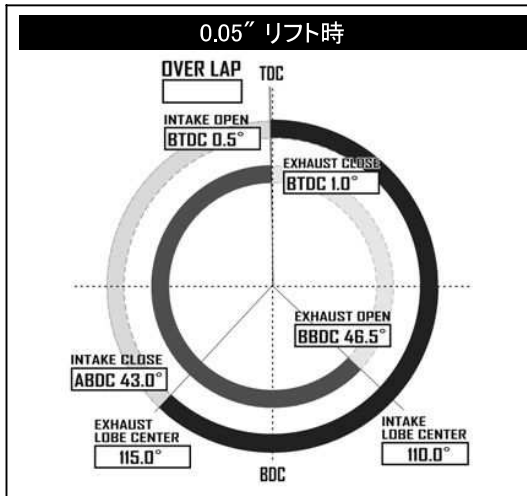 0.05″ リフト時
OVER LAP
TDC
INTAKE OPEN
BTDC 0.5°
EXHAUST CLOSE
BTDC 1.0°
EXHAUST OPEN
BBDC 46.5°
INTAKE CLOSE
ABDC 43.0°
EXHAUST
LOBE CENTER
115.0°
INTAKE
LOBE CENTER
110.0°
BDC